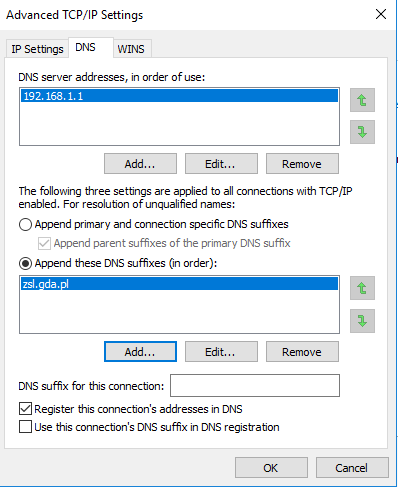 Advanced TCP/IP Settings
IP Settings DNS WINS
DNS server addresses, in order of use:
192.168.1.1
Add... Edit... Remove
The following three settings are applied to all connections with TCP/IP
enabled. For resolution of unqualified names:
Append primary and connection specific DNS suffixes
Append parent suffixes of the primary DNS suffix
Append these DNS suffixes (in order):
zsl.gda.pl
Add... Edit... Remove
DNS suffix for this connection:
Register this connection's addresses in DNS
Use this connection's DNS suffix in DNS registration
OK Cancel